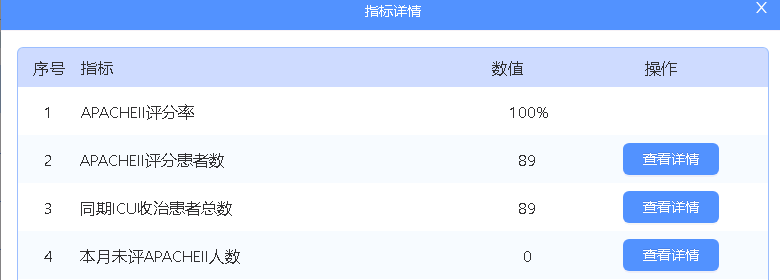 指标详情 X
序号 指标 数值 操作
1 APACHEII评分率 100%
2 APACHEII评分患者数 89 查看详情
3 同期ICU收治患者总数 89 查看详情
4 本月未评APACHEII人数 0 查看详情